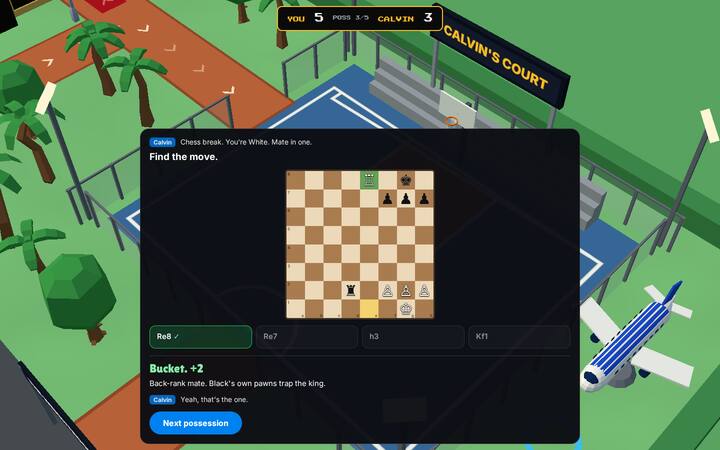 YOU 5 POSS 3/5 CALVIN 3
CALVIN'S COURT
Calvin Chess break. You're White. Mate in one.
Find the move.
Re8 ✓
Re7
h3
Kf1
Bucket. +2
Back-rank mate. Black's own pawns trap the king.
Calvin Yeah, that's the one.
Next possession